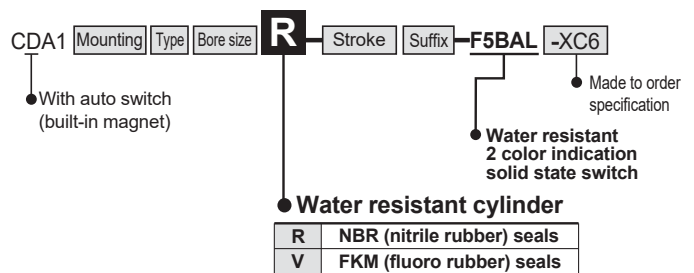 CDA1 Mounting Type Bore size R Stroke Suffix F5BAL -XC6
With auto switch
(built-in magnet)
Made to order
specification
Water resistant
2 color indication
solid state switch
Water resistant cylinder
R NBR (nitrile rubber) seals
V FKM (fluoro rubber) seals